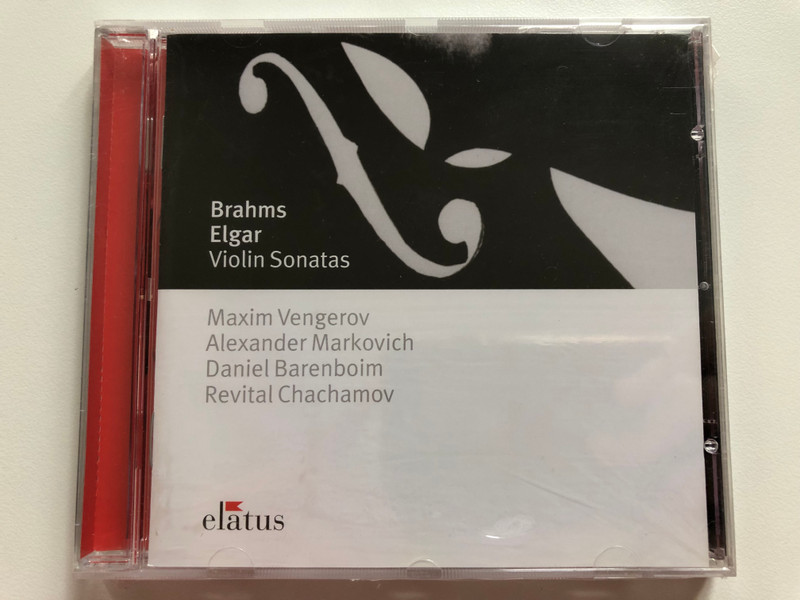 Brahms
Elgar
Violin Sonatas
Maxim Vengerov
Alexander Markovich
Daniel Barenboim
Revital Chachamov
elatus